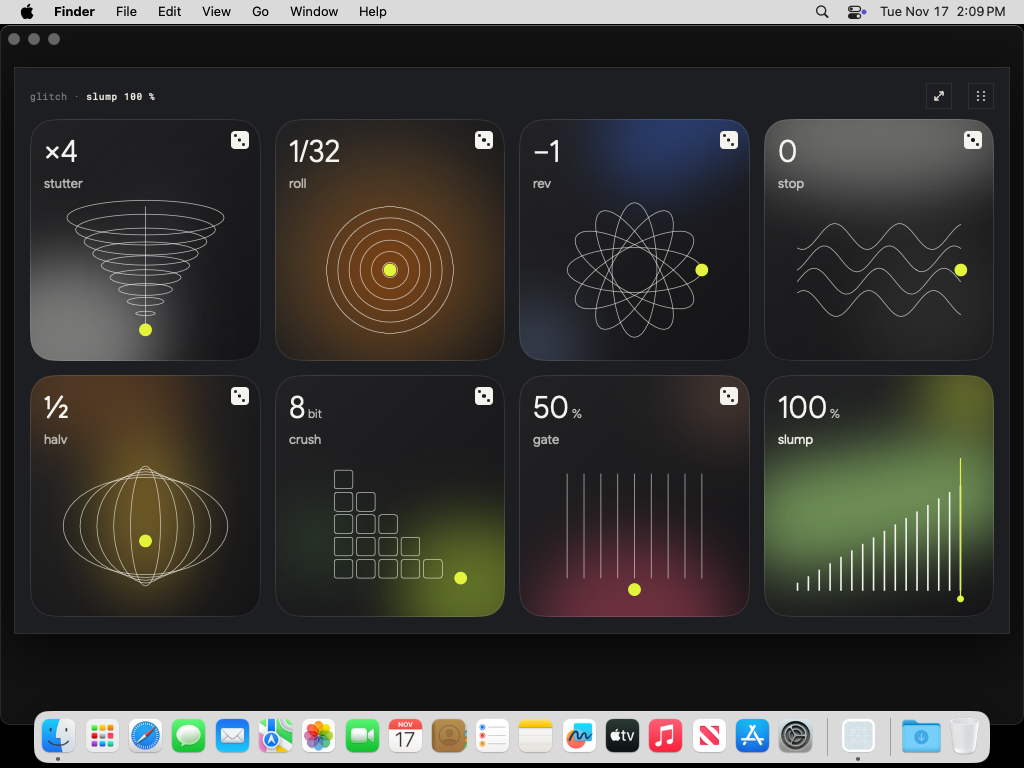 Finder File Edit View Go Window Help Tue Nov 17 2:09 PM
glitch · slump 100 %
×4
stutter
1/32
roll
−1
rev
0
stop
½
halv
8 bit
crush
50 %
gate
100 %
slump
NOV
17
tv